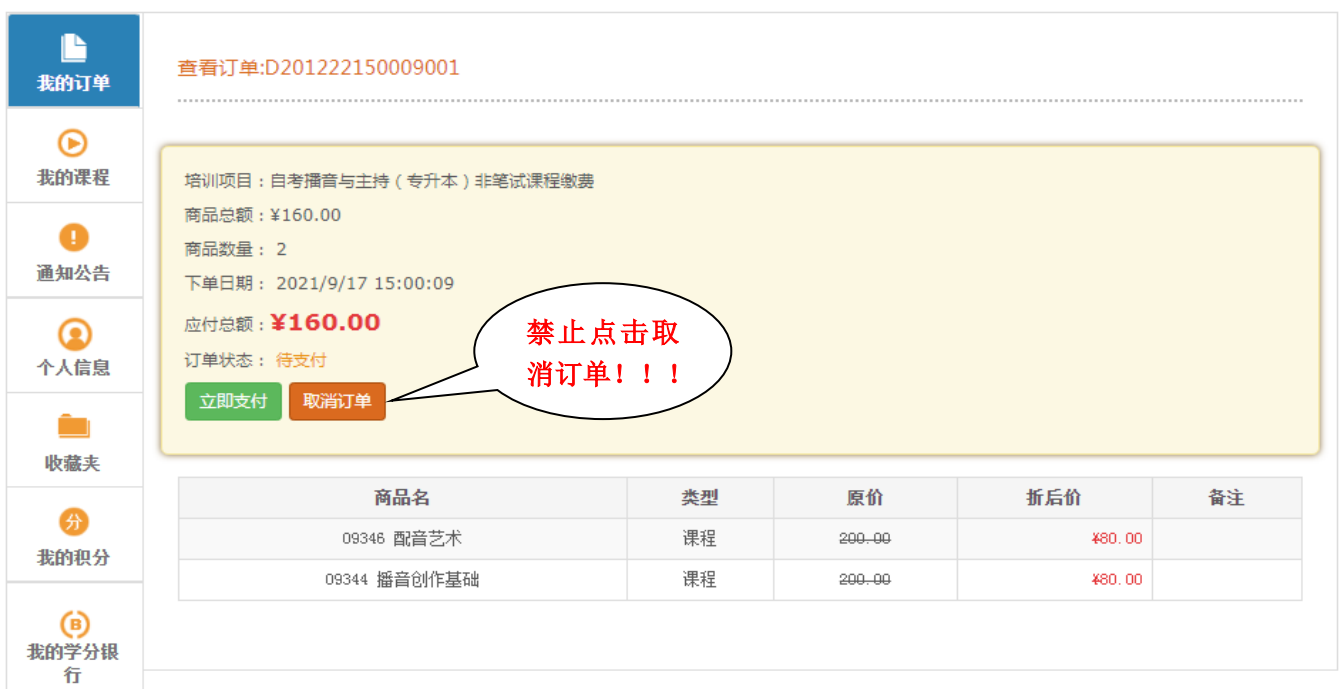 我的订单
我的课程
通知公告
个人信息
收藏夹
分
我的积分
B
我的学分银
行
查看订单:D201222150009001
培训项目：自考播音与主持（专升本）非笔试课程缴费
商品总额：¥160.00
商品数量： 2
下单日期： 2021/9/17 15:00:09
应付总额：¥160.00
订单状态： 待支付
立即支付 取消订单
禁止点击取
消订单！！！
商品名 类型 原价 折后价 备注
09346 配音艺术 课程 200.00 ¥80.00
09344 播音创作基础 课程 200.00 ¥80.00